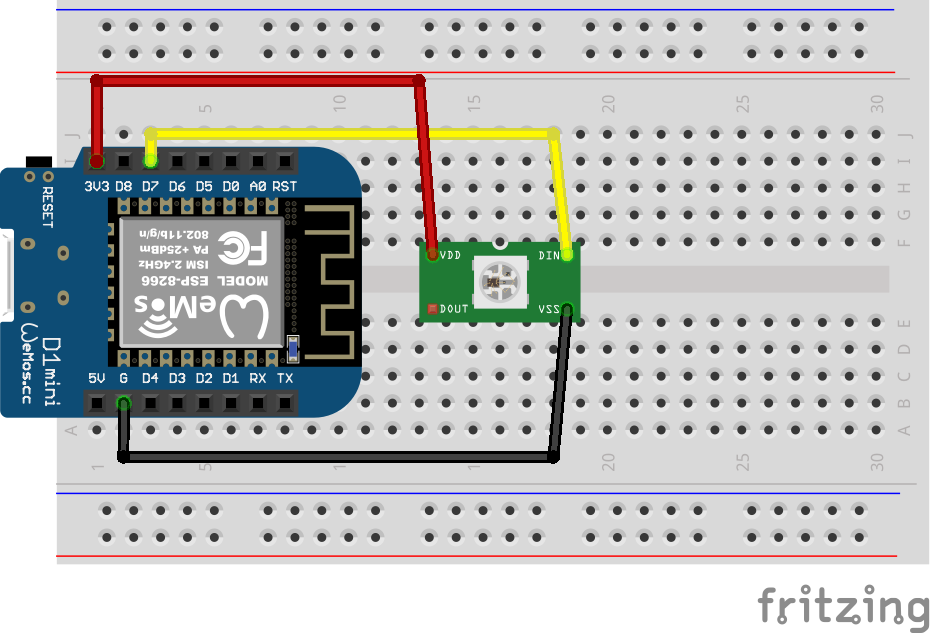 5 10 15 20 25 30
J J
I I
3V3 D8 D7 D6 D5 D0 A0 RST
H
G
F
RESET
802.11b/g/n
PA +25dBm
ISM 2.4GHz
MODEL ESP-8266
FC
WeMos
VDD DIN
DOUT VSS
D1 mini
WeMos.cc
E
D
5V G D4 D3 D2 D1 RX TX
C
B
A A
1 5 10 15 20 25 30
fritzing